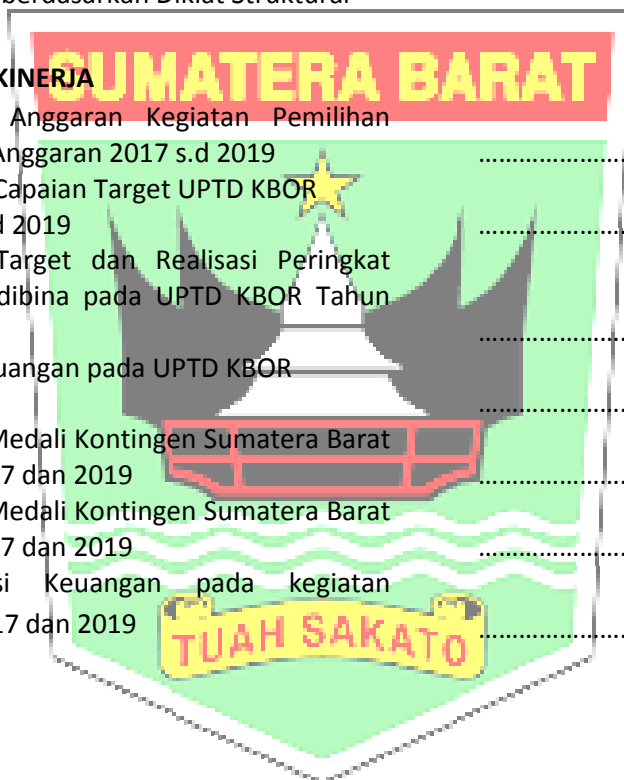 berdasarkan Diklat Struktural
SUMATERA BARAT
KINERJA
Anggaran Kegiatan Pemilihan
Anggaran 2017 s.d 2019 ........................
Capaian Target UPTD KBOR
d 2019 ........................
Target dan Realisasi Peringkat
dibina pada UPTD KBOR Tahun
........................
uangan pada UPTD KBOR
........................
Medali Kontingen Sumatera Barat
7 dan 2019 ........................
Medali Kontingen Sumatera Barat
7 dan 2019 ........................
si Keuangan pada kegiatan
17 dan 2019 ........................
TUAH SAKATO